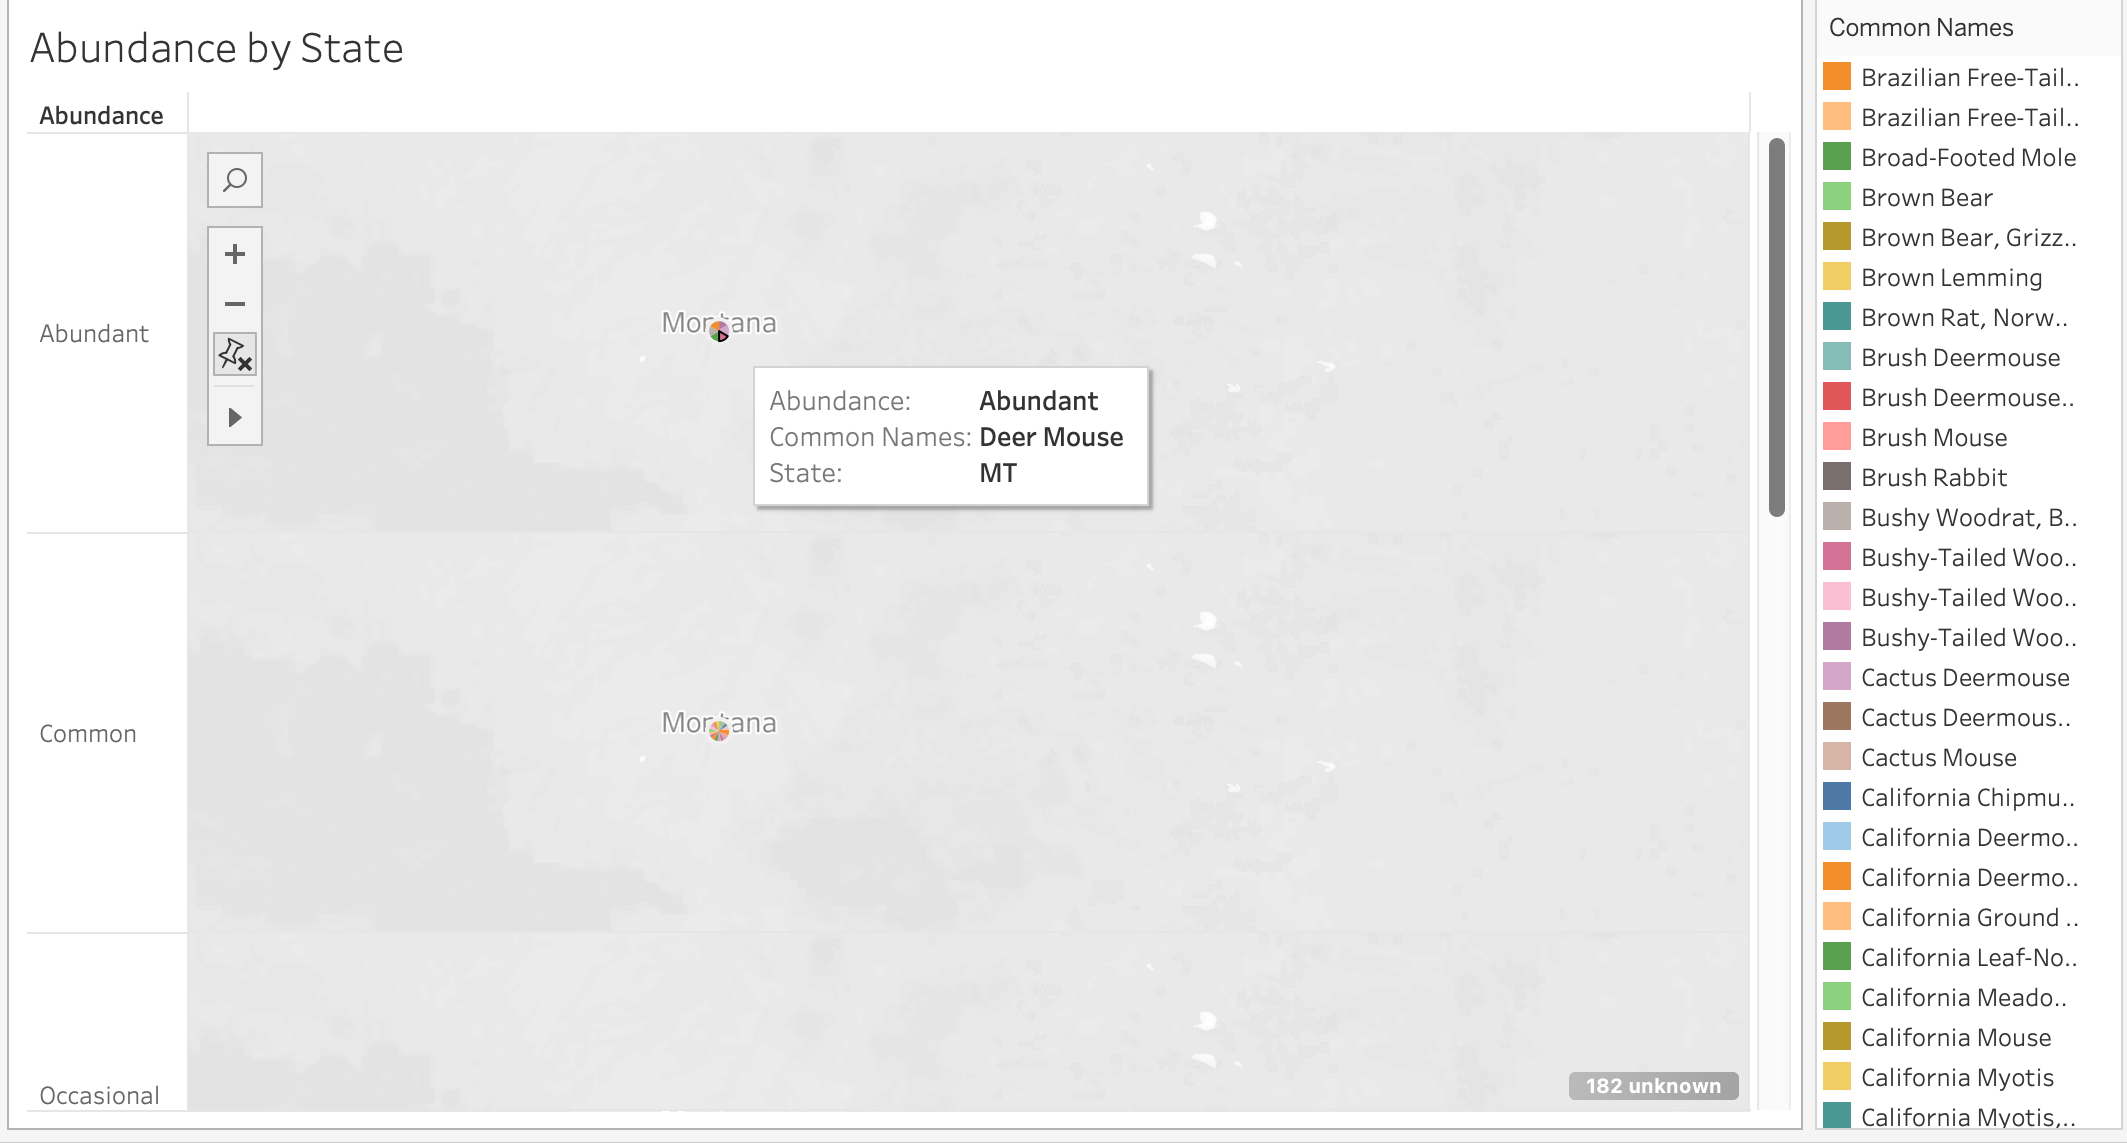 Abundance by State
Abundance
Abundant
Montana
Abundance: Abundant
Common Names: Deer Mouse
State: MT
Common
Montana
Occasional
182 unknown
Common Names
Brazilian Free-Tail..
Brazilian Free-Tail..
Broad-Footed Mole
Brown Bear
Brown Bear, Grizz..
Brown Lemming
Brown Rat, Norw..
Brush Deermouse
Brush Deermouse..
Brush Mouse
Brush Rabbit
Bushy Woodrat, B..
Bushy-Tailed Woo..
Bushy-Tailed Woo..
Bushy-Tailed Woo..
Cactus Deermouse
Cactus Deermous..
Cactus Mouse
California Chipmu..
California Deermo..
California Deermo..
California Ground ..
California Leaf-No..
California Meado..
California Mouse
California Myotis
California Myotis,..